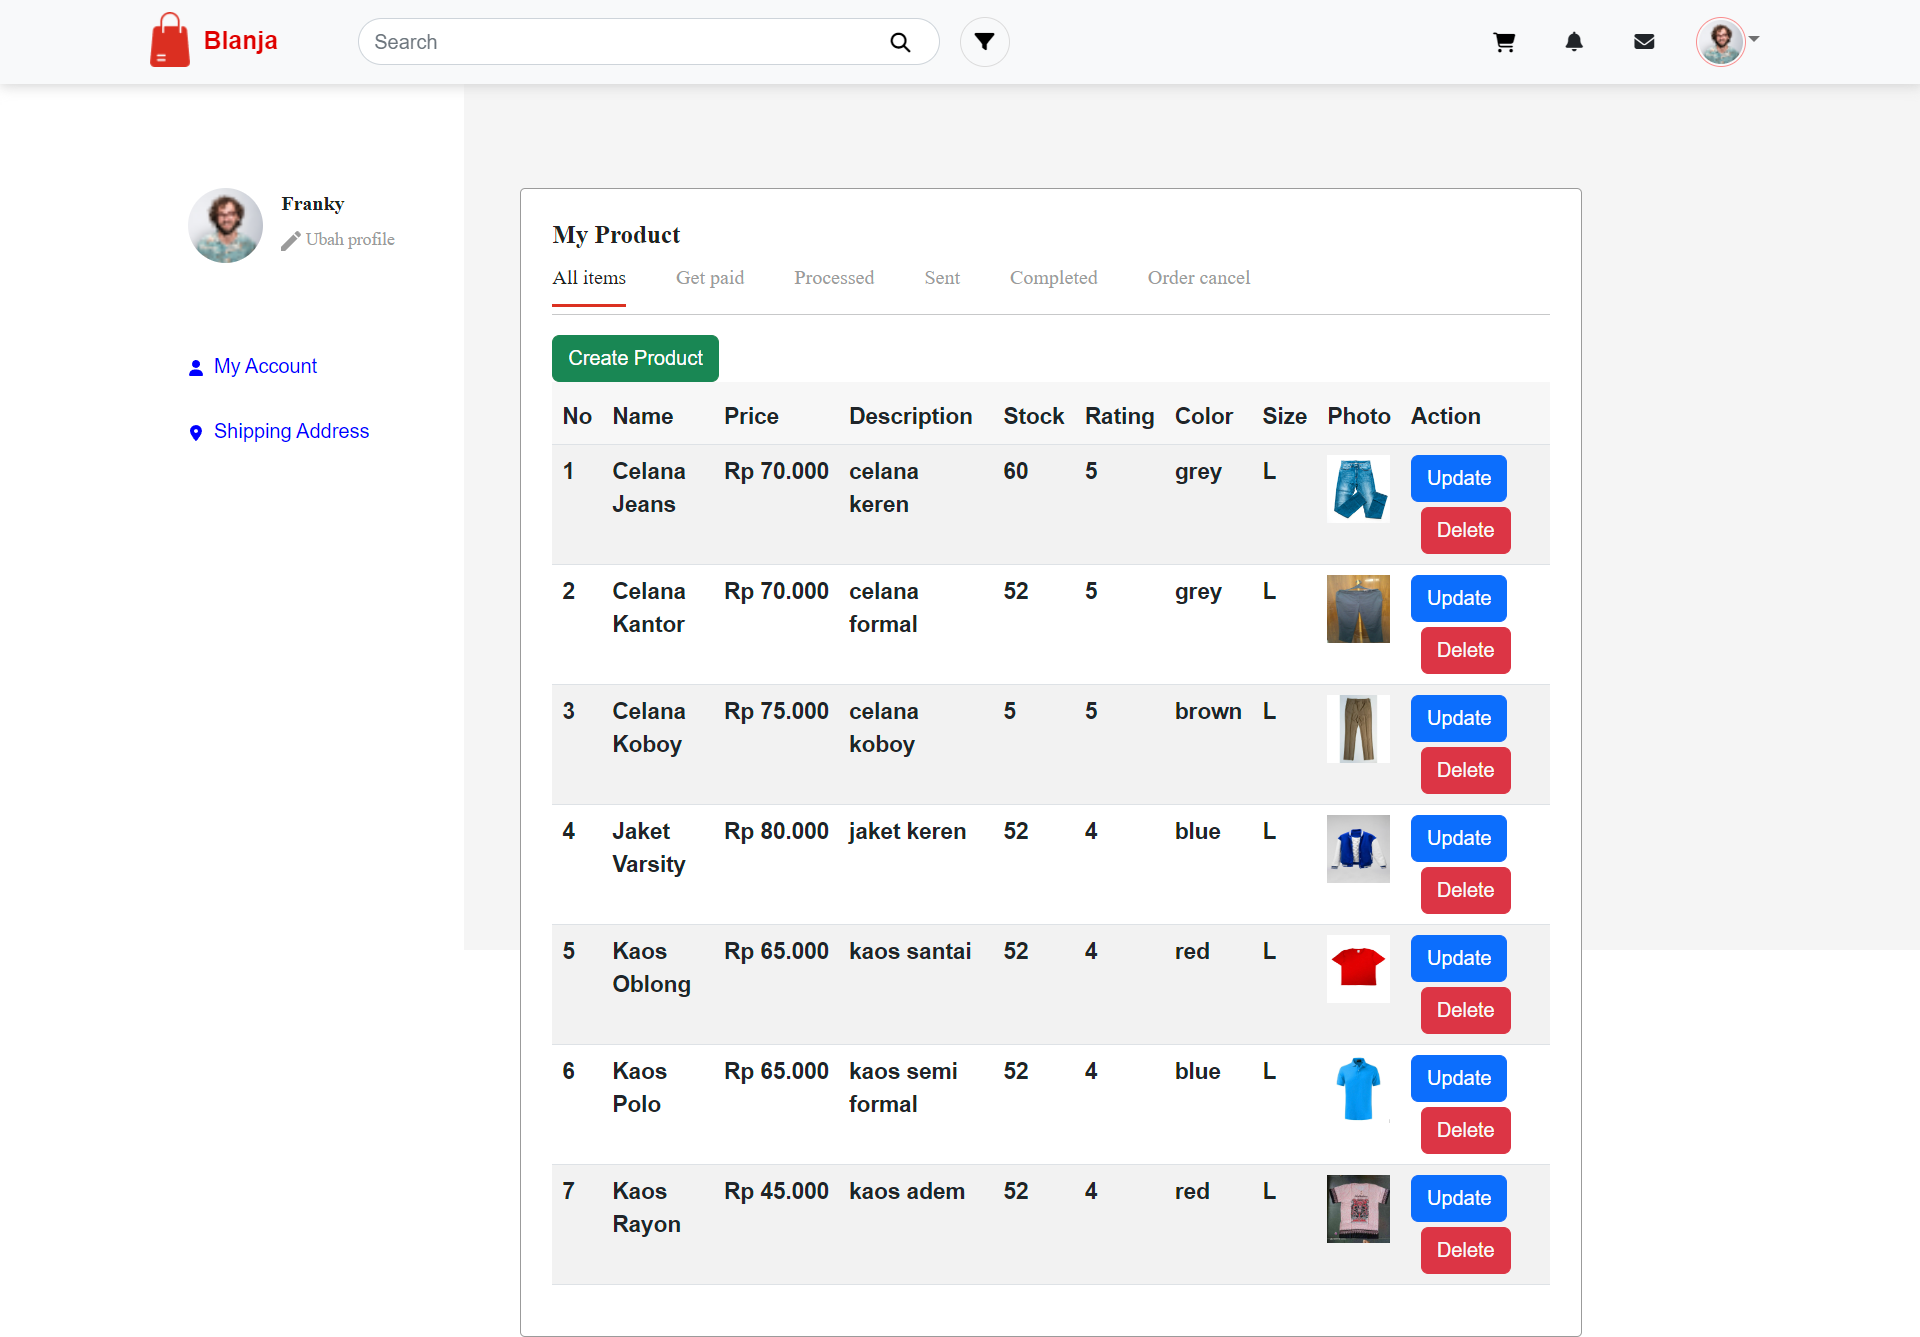 Blanja
Search
Franky
Ubah profile
My Account
Shipping Address
My Product
All items Get paid Processed Sent Completed Order cancel
Create Product
No Name Price Description Stock Rating Color Size Photo Action
1 Celana Jeans Rp 70.000 celana keren 60 5 grey L Update Delete
2 Celana Kantor Rp 70.000 celana formal 52 5 grey L Update Delete
3 Celana Koboy Rp 75.000 celana koboy 5 5 brown L Update Delete
4 Jaket Varsity Rp 80.000 jaket keren 52 4 blue L Update Delete
5 Kaos Oblong Rp 65.000 kaos santai 52 4 red L Update Delete
6 Kaos Polo Rp 65.000 kaos semi formal 52 4 blue L Update Delete
7 Kaos Rayon Rp 45.000 kaos adem 52 4 red L Update Delete